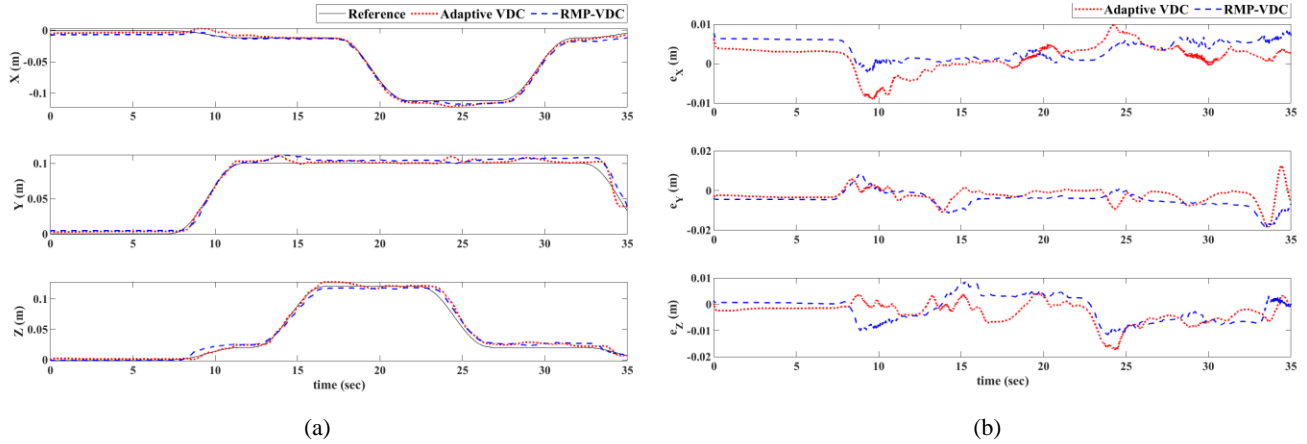 Reference Adaptive VDC RMP-VDC
X (m)
0
-0.05
-0.1
0 5 10 15 20 25 30 35
Y (m)
0.1
0.05
0
0 5 10 15 20 25 30 35
Z (m)
0.1
0.05
0
0 5 10 15 20 25 30 35
time (sec)
(a)
Adaptive VDC RMP-VDC
e_X (m)
0.01
0
-0.01
0 5 10 15 20 25 30 35
e_Y (m)
0.02
0
-0.02
0 5 10 15 20 25 30 35
e_Z (m)
0.01
0
-0.01
-0.02
0 5 10 15 20 25 30 35
time (sec)
(b)